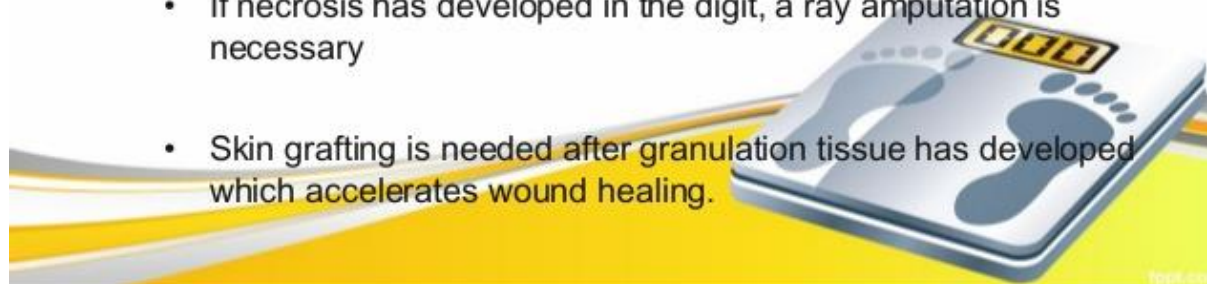 • If necrosis has developed in the digit, a ray amputation is
necessary
• Skin grafting is needed after granulation tissue has developed
which accelerates wound healing.
000